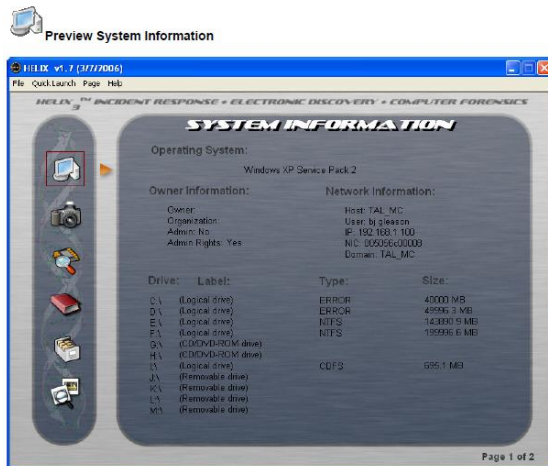 Preview System Information
HELIX v1.7 (3/7/2006)
File QuickLaunch Page Help
HELIX3™ INCIDENT RESPONSE • ELECTRONIC DISCOVERY • COMPUTER FORENSICS
SYSTEM INFORMATION
Operating System:
Windows XP Service Pack 2
Owner Information: Network Information:
Owner: Host: TAL_MC
Organization: User: bj gleason
Admin: No IP: 192.168.1.100
Admin Rights: Yes NIC: 005056c00008
Domain: TAL_MC
Drive: Label: Type: Size:
C:\ (Logical drive) ERROR 40000 MB
D:\ (Logical drive) ERROR 49996.3 MB
E:\ (Logical drive) NTFS 143890.9 MB
F:\ (Logical drive) NTFS 199996.6 MB
G:\ (CD/DVD-ROM drive)
H:\ (CD/DVD-ROM drive)
I:\ (Logical drive) CDFS 695.1 MB
J:\ (Removable drive)
K:\ (Removable drive)
L:\ (Removable drive)
M:\ (Removable drive)
Page 1 of 2